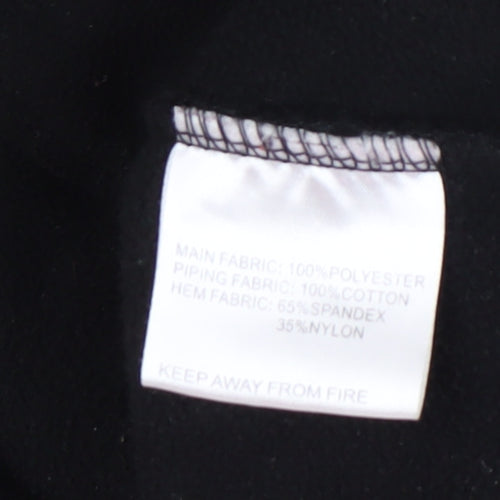 MAIN FABRIC: 100%POLYESTER
PIPING FABRIC: 100%COTTON
HEM FABRIC: 65%SPANDEX
35%NYLON
KEEP AWAY FROM FIRE